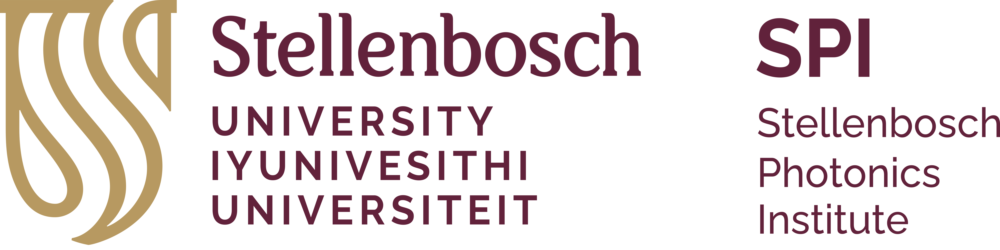 Stellenbosch
UNIVERSITY
IYUNIVESITHI
UNIVERSITEIT
SPI
Stellenbosch
Photonics
Institute